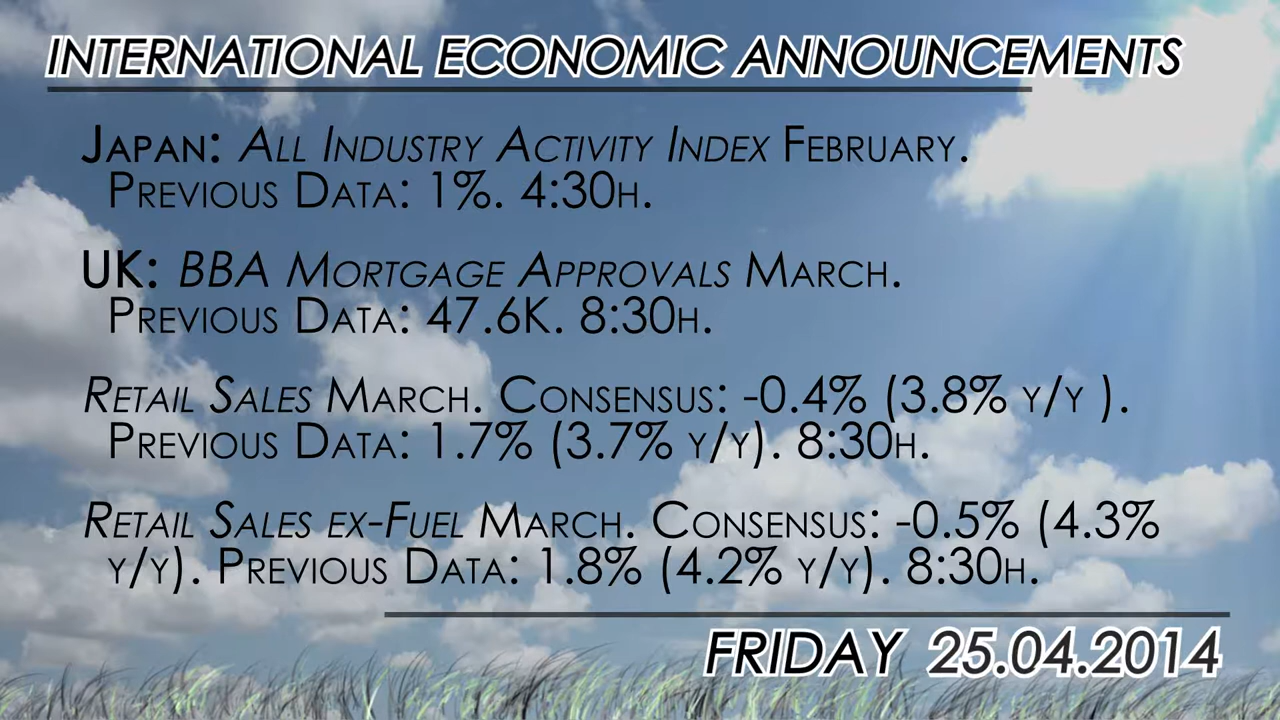 INTERNATIONAL ECONOMIC ANNOUNCEMENTS
JAPAN: ALL INDUSTRY ACTIVITY INDEX FEBRUARY.
PREVIOUS DATA: 1%. 4:30H.
UK: BBA MORTGAGE APPROVALS MARCH.
PREVIOUS DATA: 47.6K. 8:30H.
RETAIL SALES MARCH. CONSENSUS: -0.4% (3.8% Y/Y ).
PREVIOUS DATA: 1.7% (3.7% Y/Y). 8:30H.
RETAIL SALES EX-FUEL MARCH. CONSENSUS: -0.5% (4.3%
Y/Y). PREVIOUS DATA: 1.8% (4.2% Y/Y). 8:30H.
FRIDAY 25.04.2014